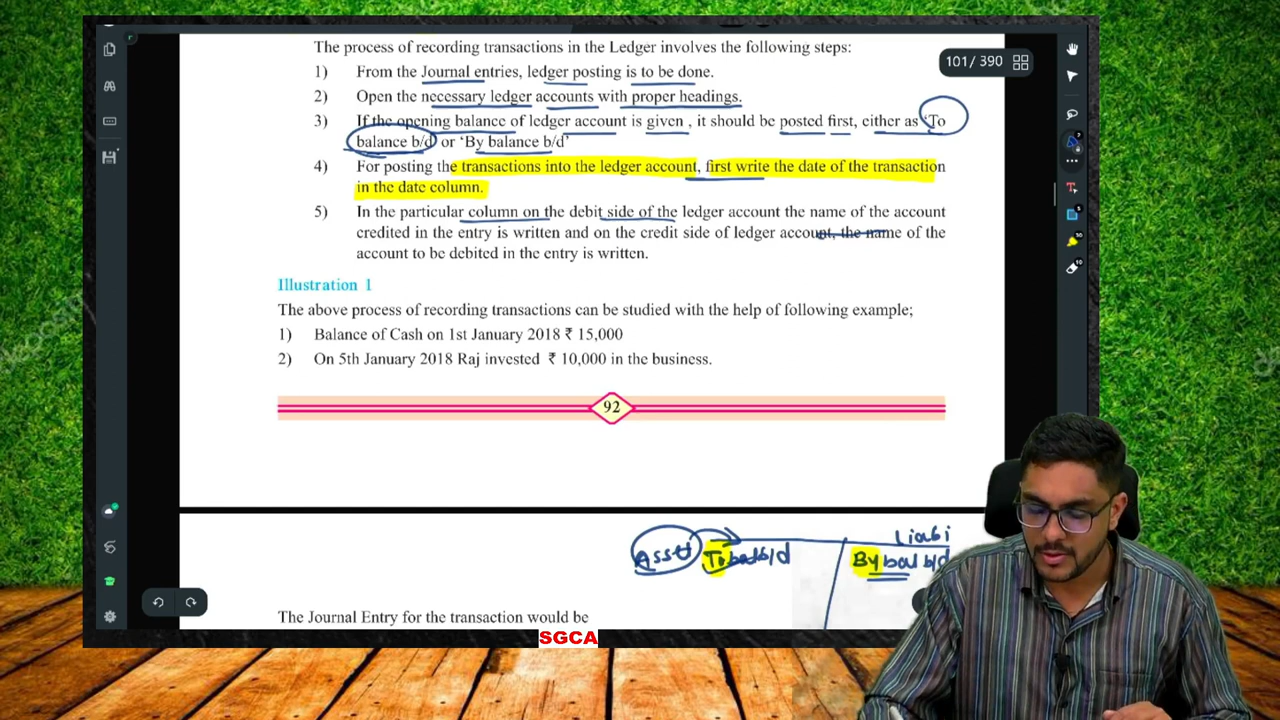 The process of recording transactions in the Ledger involves the following steps:
101 / 390
1) From the Journal entries, ledger posting is to be done.
2) Open the necessary ledger accounts with proper headings.
3) If the opening balance of ledger account is given , it should be posted first, either as 'To
balance b/d' or 'By balance b/d'
4) For posting the transactions into the ledger account, first write the date of the transaction
in the date column.
5) In the particular column on the debit side of the ledger account the name of the account
credited in the entry is written and on the credit side of ledger account, the name of the
account to be debited in the entry is written.
Illustration 1
The above process of recording transactions can be studied with the help of following example;
1) Balance of Cash on 1st January 2018 ₹ 15,000
2) On 5th January 2018 Raj invested ₹ 10,000 in the business.
92
Liabi
Asset To bal b/d By bal b/d
The Journal Entry for the transaction would be
SGCA